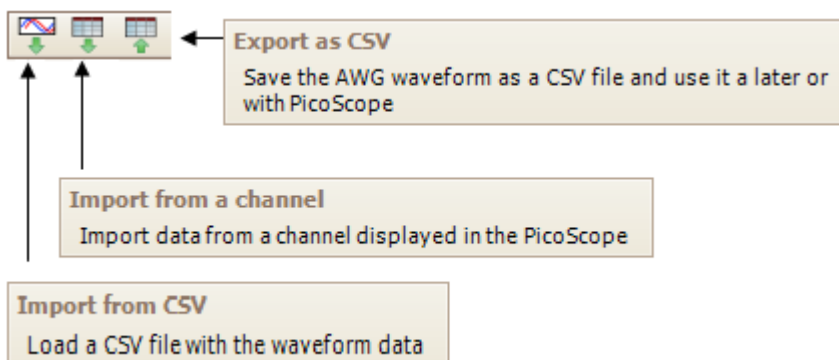 Export as CSV
Save the AWG waveform as a CSV file and use it a later or
with PicoScope
Import from a channel
Import data from a channel displayed in the PicoScope
Import from CSV
Load a CSV file with the waveform data